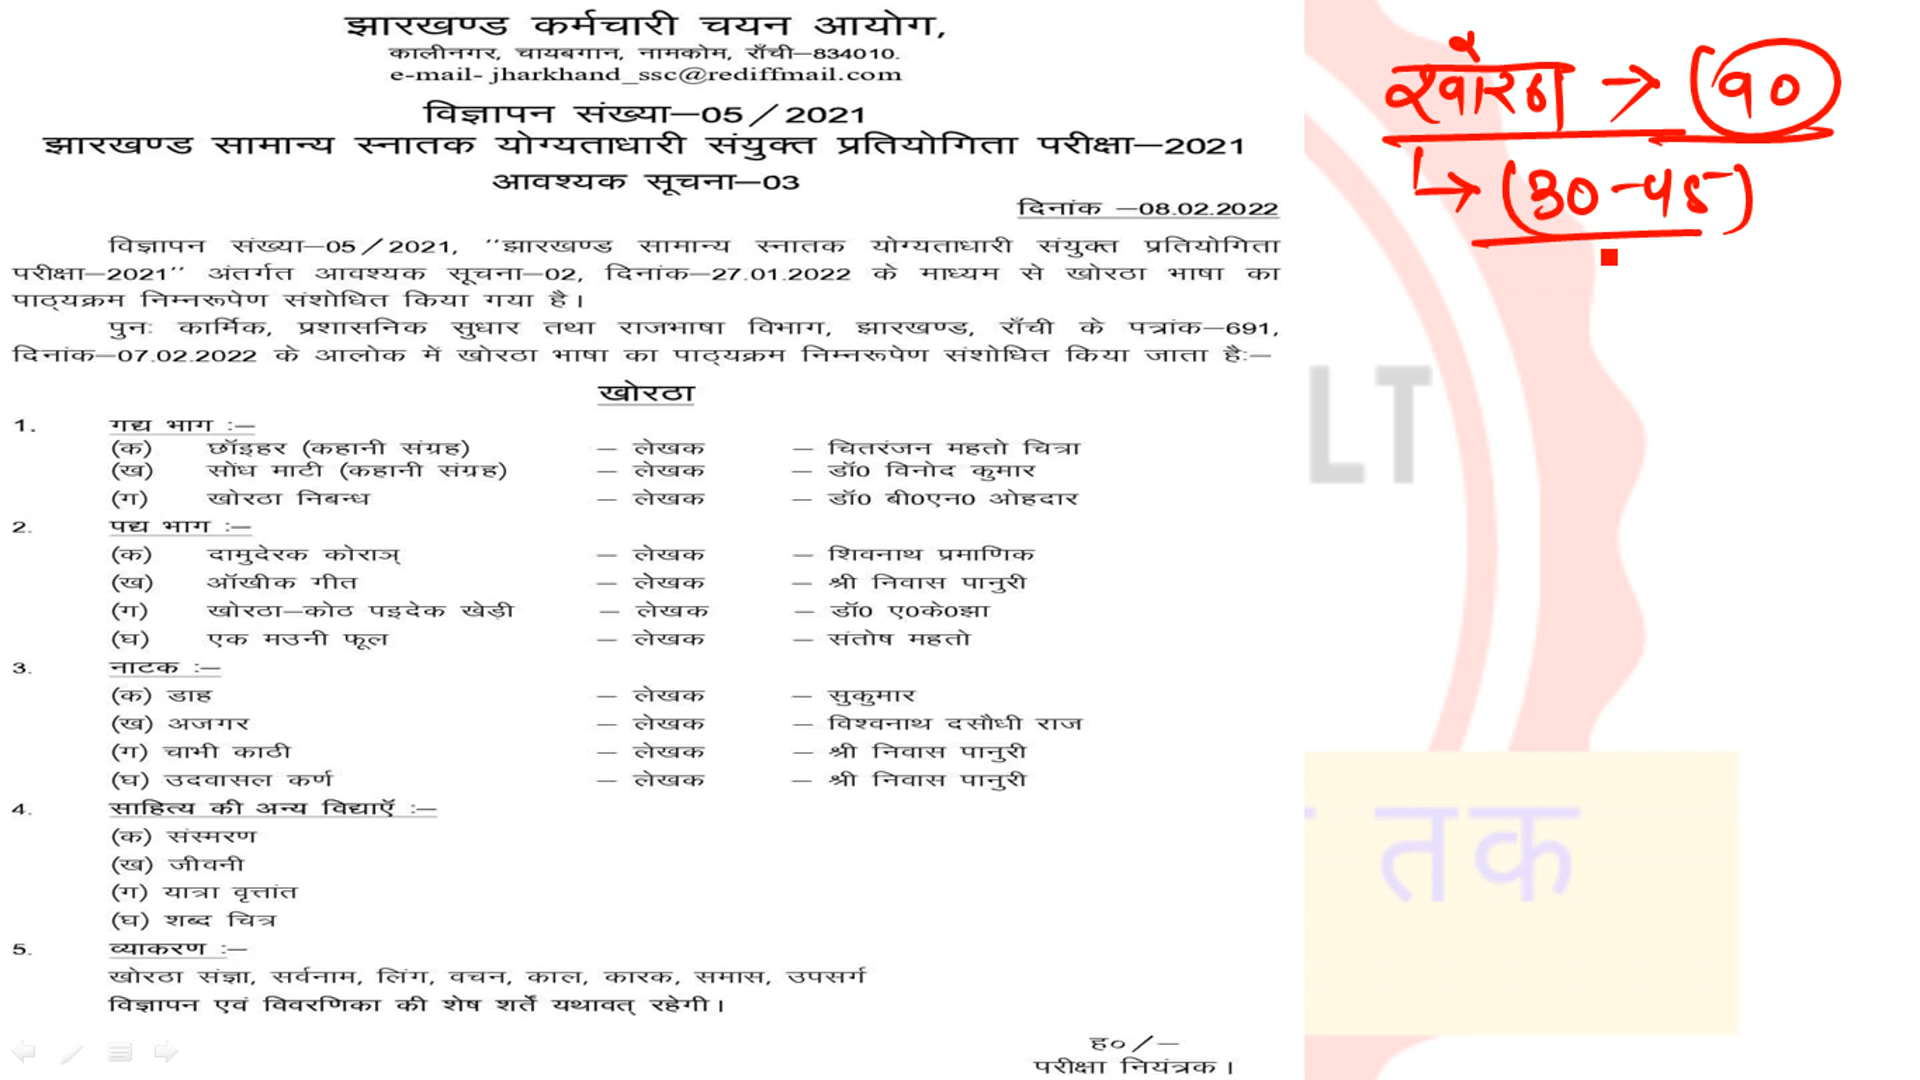 झारखण्ड कर्मचारी चयन आयोग,
कालीनगर, चायबगान, नामकोम, राँची–834010.
e-mail- jharkhand_ssc@rediffmail.com
विज्ञापन संख्या–05/2021
झारखण्ड सामान्य स्नातक योग्यताधारी संयुक्त प्रतियोगिता परीक्षा–2021
आवश्यक सूचना–03
दिनांक –08.02.2022
विज्ञापन संख्या–05/2021, ''झारखण्ड सामान्य स्नातक योग्यताधारी संयुक्त प्रतियोगिता
परीक्षा–2021'' अंतर्गत आवश्यक सूचना–02, दिनांक–27.01.2022 के माध्यम से खोरठा भाषा का
पाठ्यक्रम निम्नरूपेण संशोधित किया गया है।
पुनः कार्मिक, प्रशासनिक सुधार तथा राजभाषा विभाग, झारखण्ड, राँची के पत्रांक–691,
दिनांक–07.02.2022 के आलोक में खोरठा भाषा का पाठ्यक्रम निम्नरूपेण संशोधित किया जाता है:–
खोरठा
1. गद्य भाग :–
(क) छॉइहर (कहानी संग्रह) – लेखक – चितरंजन महतो चित्रा
(ख) सोंध माटी (कहानी संग्रह) – लेखक – डॉ0 विनोद कुमार
(ग) खोरठा निबन्ध – लेखक – डॉ0 बी0एन0 ओहदार
2. पद्य भाग :–
(क) दामुदेरक कोराञ् – लेखक – शिवनाथ प्रमाणिक
(ख) ऑखीक गीत – लेखक – श्री निवास पानुरी
(ग) खोरठा–कोठ पइदेक खेड़ी – लेखक – डॉ0 ए0के0झा
(घ) एक मउनी फूल – लेखक – संतोष महतो
3. नाटक :–
(क) डाह – लेखक – सुकुमार
(ख) अजगर – लेखक – विश्वनाथ दसौधी राज
(ग) चाभी काठी – लेखक – श्री निवास पानुरी
(घ) उदवासल कर्ण – लेखक – श्री निवास पानुरी
4. साहित्य की अन्य विद्याऍ :–
(क) संस्मरण
(ख) जीवनी
(ग) यात्रा वृत्तांत
(घ) शब्द चित्र
5. व्याकरण :–
खोरठा संज्ञा, सर्वनाम, लिंग, वचन, काल, कारक, समास, उपसर्ग
विज्ञापन एवं विवरणिका की शेष शर्तें यथावत् रहेगी।
ह०/–
परीक्षा नियंत्रक।
खोरठा → (90
↳ (30-45)
LT
तक